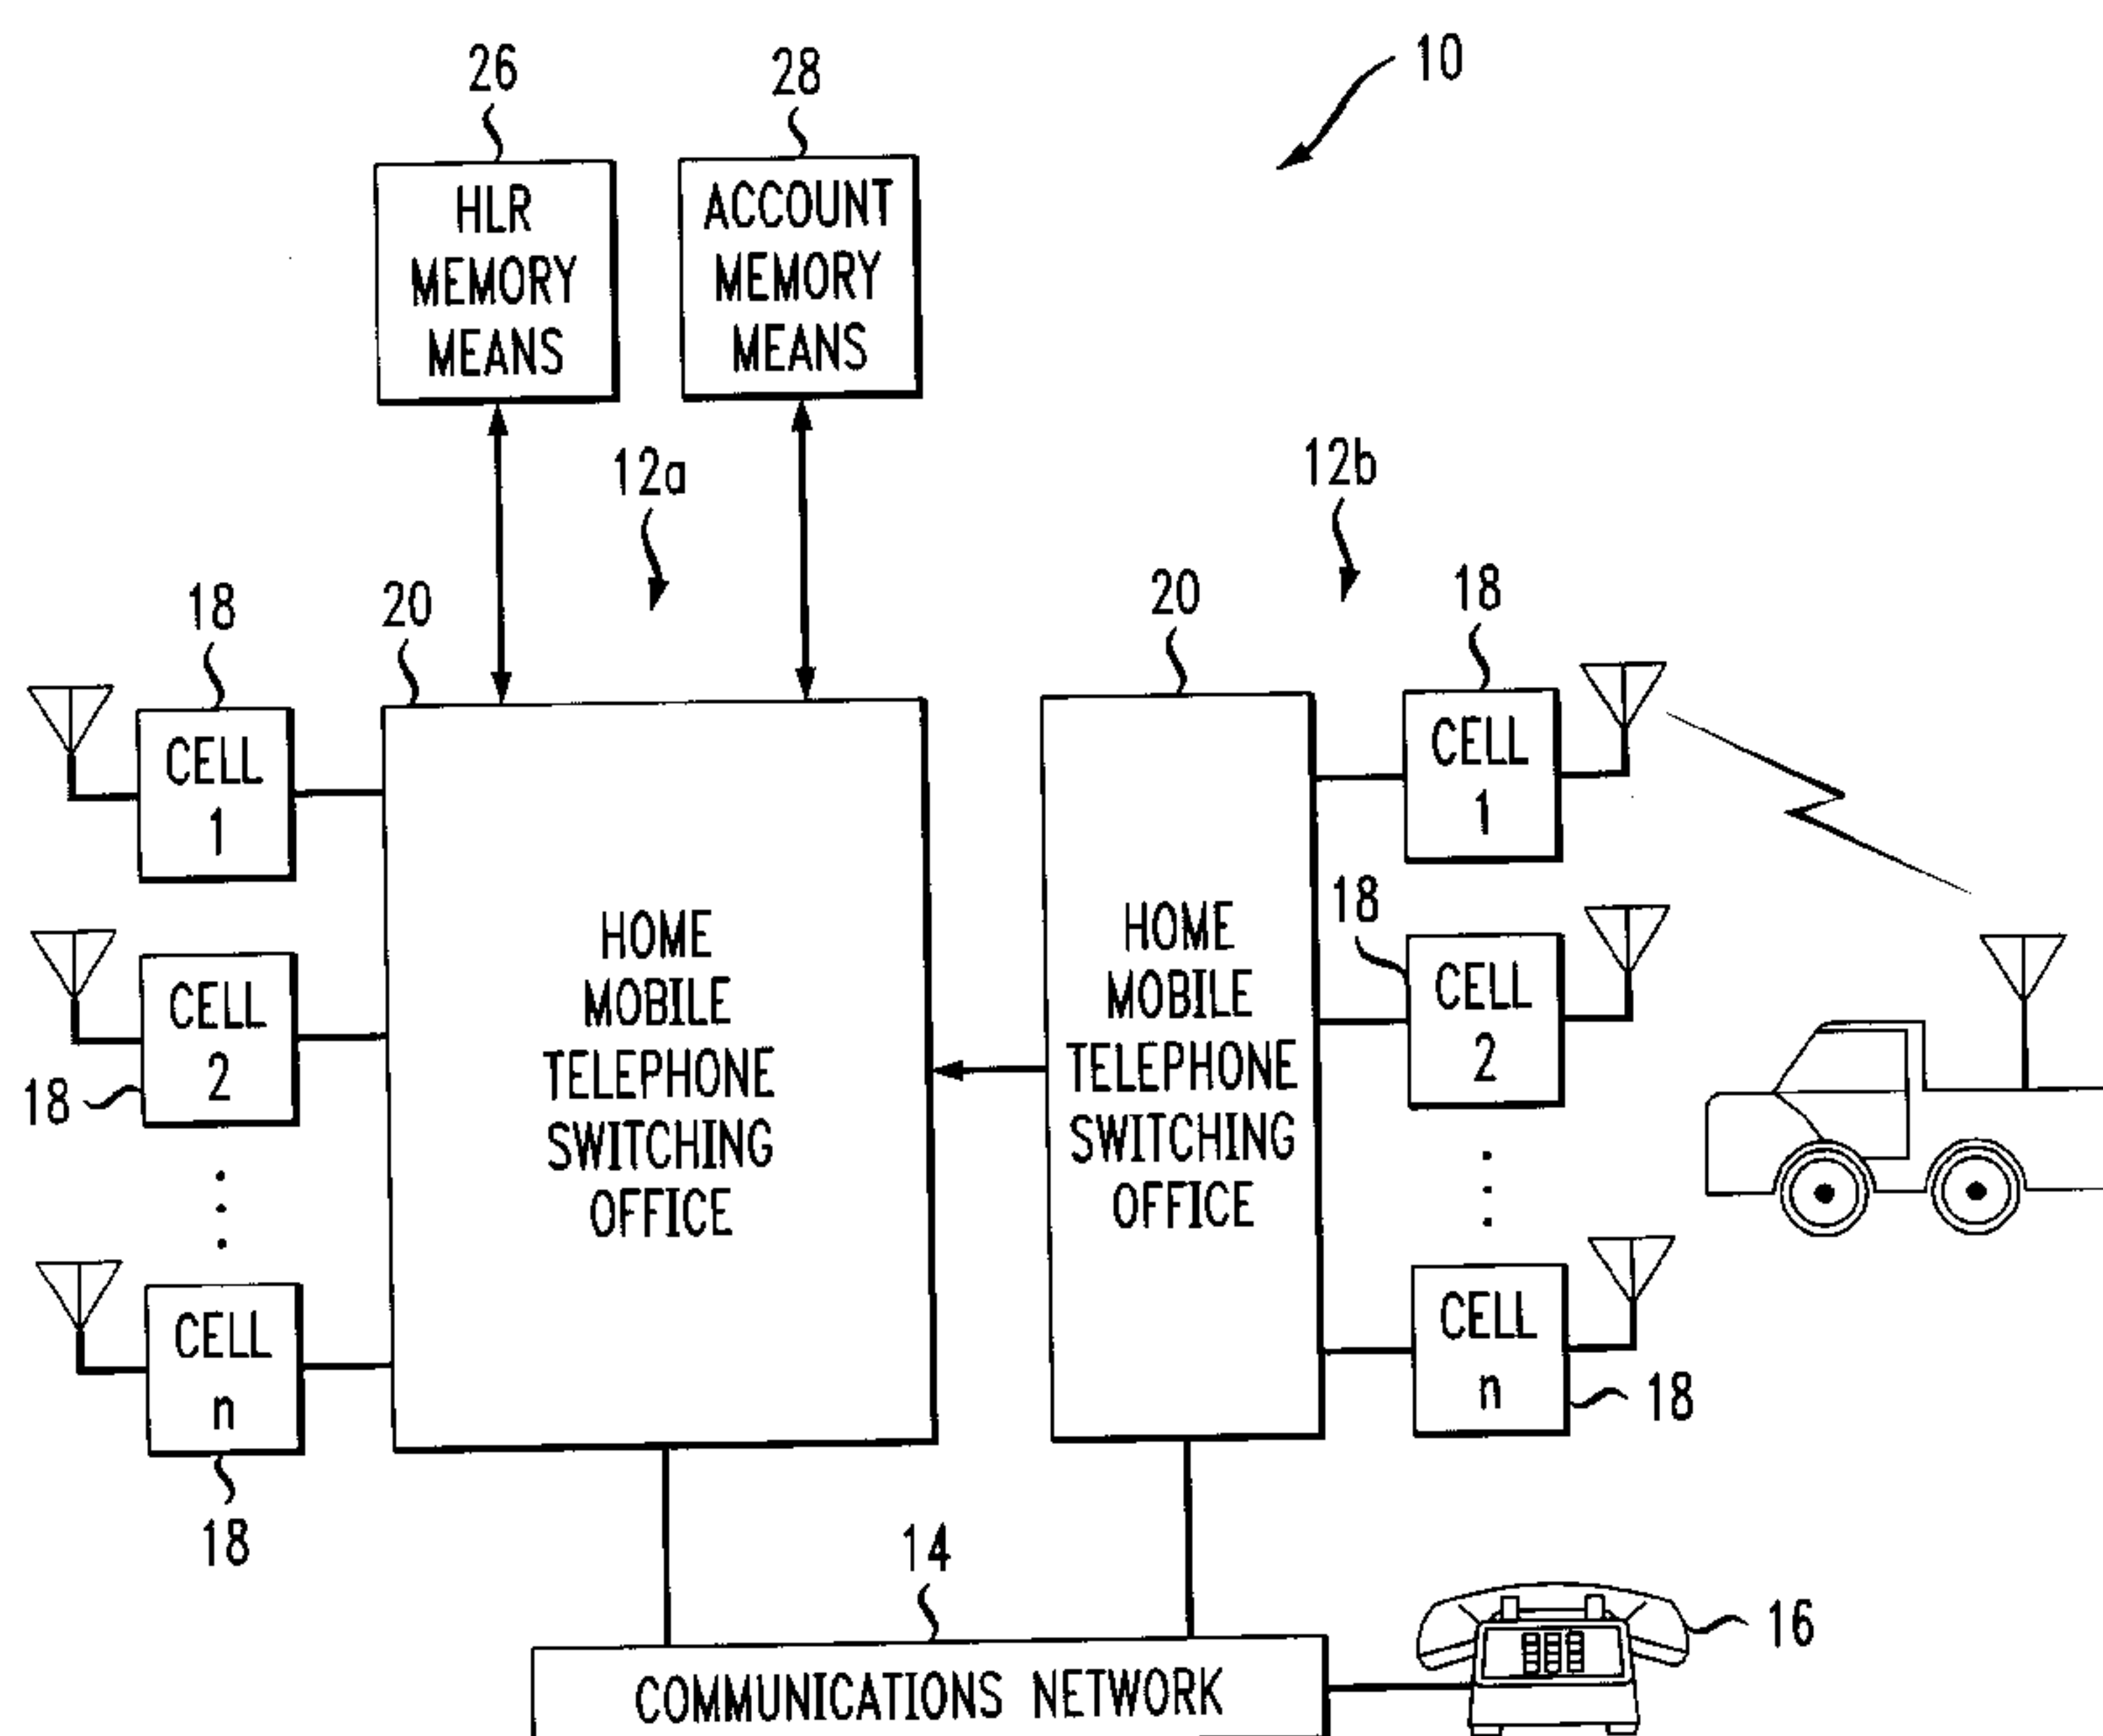 26
28
10
HLR
MEMORY
MEANS
ACCOUNT
MEMORY
MEANS
12a
12b
18
20
20
18
CELL
1
CELL
1
18
HOME
MOBILE
TELEPHONE
SWITCHING
OFFICE
HOME
MOBILE
TELEPHONE
SWITCHING
OFFICE
CELL
2
18
CELL
2
CELL
n
18
CELL
n
18
14
16
COMMUNICATIONS NETWORK